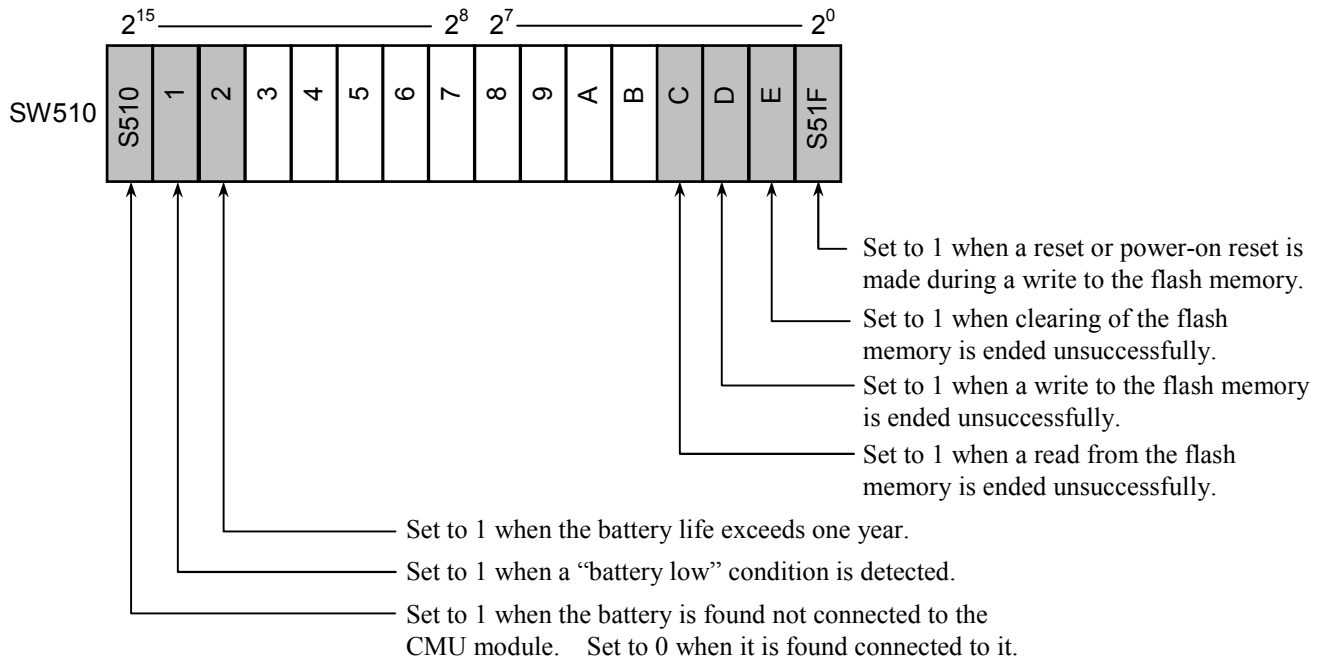 2¹⁵ 2⁸ 2⁷ 2⁰
SW510 S510 1 2 3 4 5 6 7 8 9 A B C D E S51F
Set to 1 when a reset or power-on reset is
made during a write to the flash memory.
Set to 1 when clearing of the flash
memory is ended unsuccessfully.
Set to 1 when a write to the flash memory
is ended unsuccessfully.
Set to 1 when a read from the flash
memory is ended unsuccessfully.
Set to 1 when the battery life exceeds one year.
Set to 1 when a “battery low” condition is detected.
Set to 1 when the battery is found not connected to the
CMU module. Set to 0 when it is found connected to it.